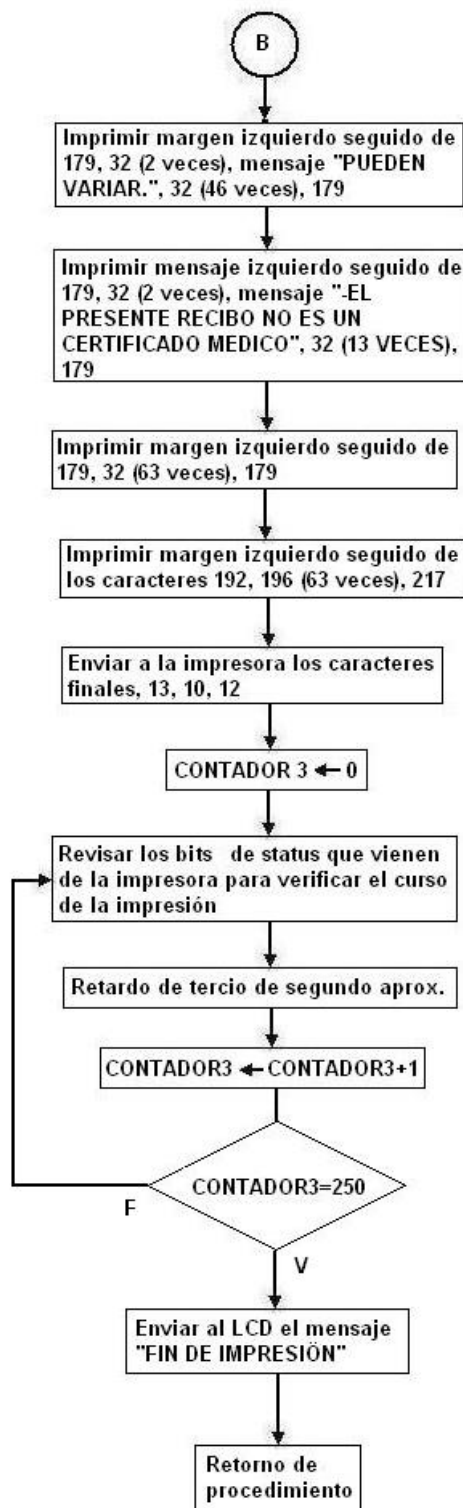 B
Imprimir margen izquierdo seguido de
179, 32 (2 veces), mensaje "PUEDEN
VARIAR.", 32 (46 veces), 179
Imprimir mensaje izquierdo seguido de
179, 32 (2 veces), mensaje "-EL
PRESENTE RECIBO NO ES UN
CERTIFICADO MEDICO", 32 (13 VECES),
179
Imprimir margen izquierdo seguido de
179, 32 (63 veces), 179
Imprimir margen izquierdo seguido de
los caracteres 192, 196 (63 veces), 217
Enviar a la impresora los caracteres
finales, 13, 10, 12
CONTADOR 3 ← 0
Revisar los bits de status que vienen
de la impresora para verificar el curso
de la impresión
Retardo de tercio de segundo aprox.
CONTADOR3 ← CONTADOR3+1
CONTADOR3=250
F
V
Enviar al LCD el mensaje
"FIN DE IMPRESIÖN"
Retorno de
procedimiento